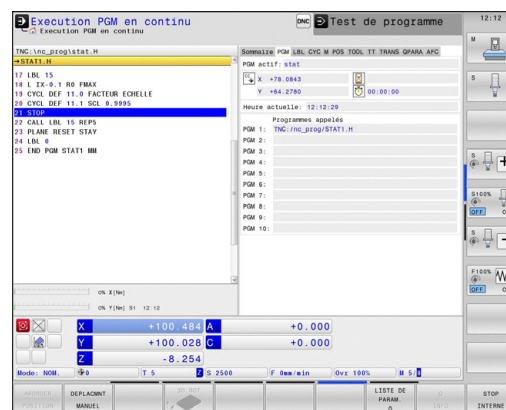 Execution PGM en continu
Execution PGM en continu
DNC
Test de programme
12:12
TNC:\nc_prog\stat.H
→STAT1.H
17 LBL 15
18 L IX-0.1 R0 FMAX
19 CYCL DEF 11.0 FACTEUR ECHELLE
20 CYCL DEF 11.1 SCL 0.9995
21 STOP
22 CALL LBL 15 REP5
23 PLANE RESET STAY
24 LBL 0
25 END PGM STAT1 MM
0% X[Nm]
0% Y[Nm] S1 12:12
Sommaire PGM LBL CYC M POS TOOL TT TRANS QPARA AFC
PGM actif: stat
CC
X +78.0843
Y +64.2780
00:00:00
Heure actuelle: 12:12:29
Programmes appelés
PGM 1: TNC:/nc_prog/STAT1.H
PGM 2:
PGM 3:
PGM 4:
PGM 5:
PGM 6:
PGM 7:
PGM 8:
PGM 9:
PGM 10:
M
S
S
S100%
OFF
S
F100%
OFF
X +100.484 A +0.000
Y +100.028 C +0.000
Z -8.254
Mode: NOM. 0 T 5 Z S 2500 F 0mm/min Ovr 100% M 5/
DEPLACMNT
MANUEL
3D ROT
LISTE DE
PARAM.
Q
Q
INFO
STOP
INTERNE